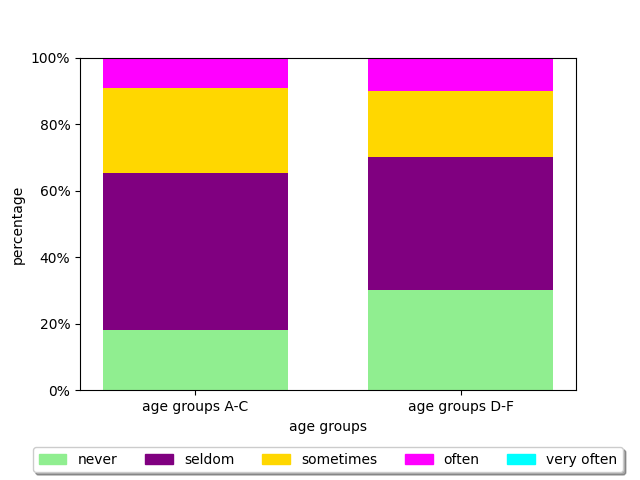 100%
80%
60%
40%
20%
0%
percentage
age groups A-C
age groups D-F
age groups
never
seldom
sometimes
often
very often